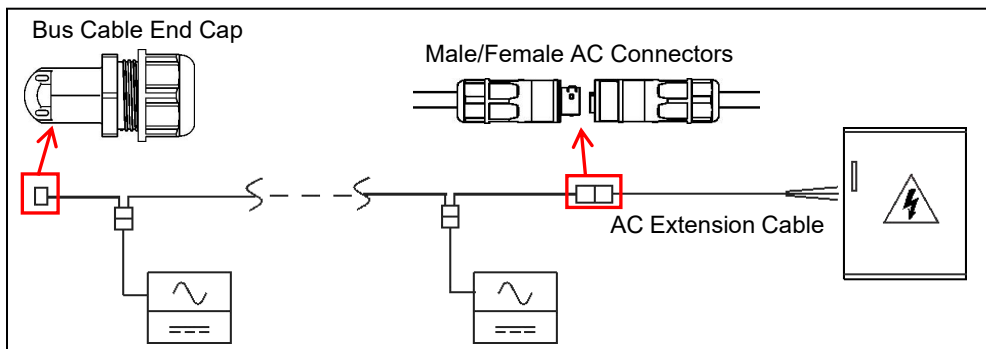 Bus Cable End Cap
Male/Female AC Connectors
AC Extension Cable